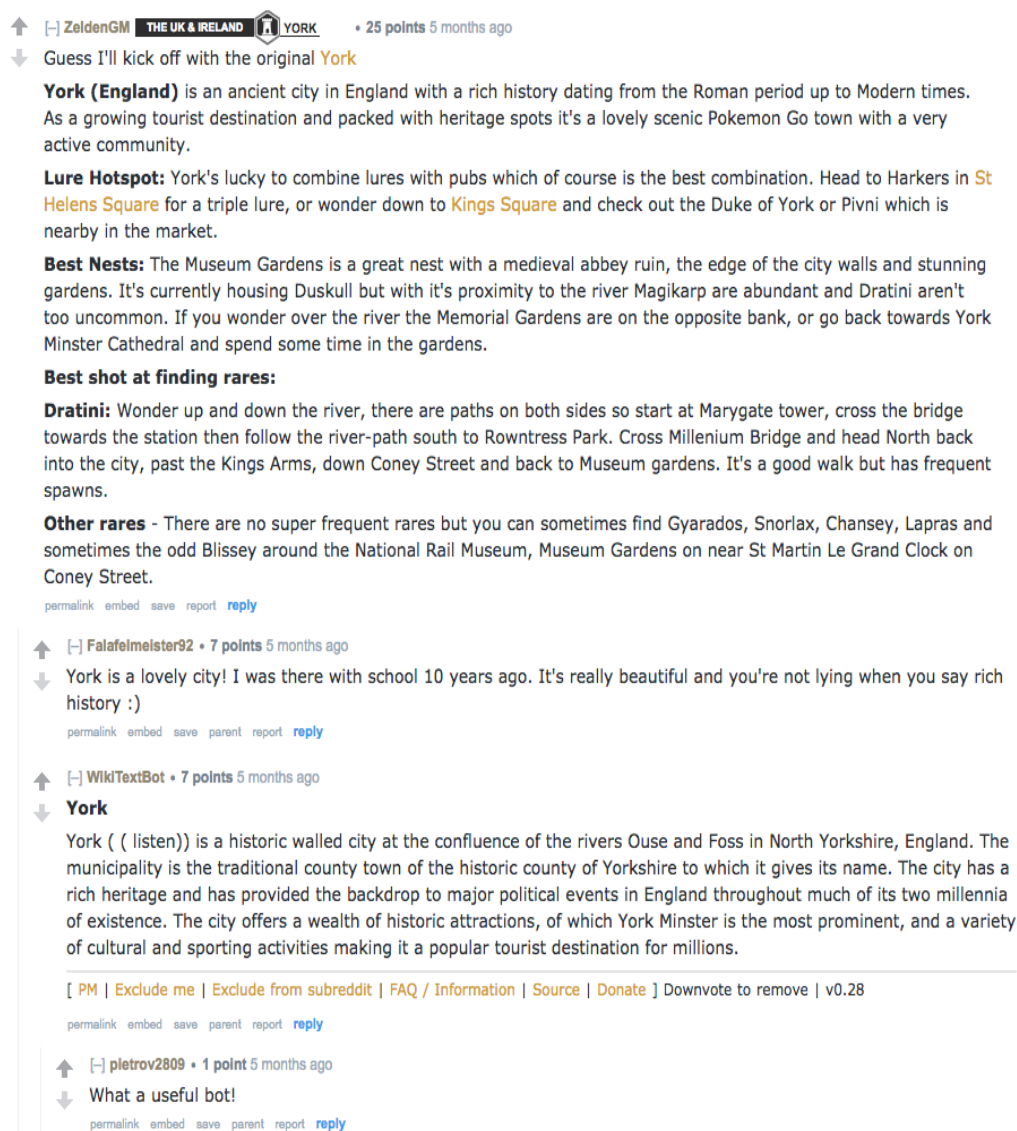 [–] ZeldenGM THE UK & IRELAND YORK • 25 points 5 months ago
Guess I'll kick off with the original York
York (England) is an ancient city in England with a rich history dating from the Roman period up to Modern times.
As a growing tourist destination and packed with heritage spots it's a lovely scenic Pokemon Go town with a very
active community.
Lure Hotspot: York's lucky to combine lures with pubs which of course is the best combination. Head to Harkers in St
Helens Square for a triple lure, or wonder down to Kings Square and check out the Duke of York or Pivni which is
nearby in the market.
Best Nests: The Museum Gardens is a great nest with a medieval abbey ruin, the edge of the city walls and stunning
gardens. It's currently housing Duskull but with it's proximity to the river Magikarp are abundant and Dratini aren't
too uncommon. If you wonder over the river the Memorial Gardens are on the opposite bank, or go back towards York
Minster Cathedral and spend some time in the gardens.
Best shot at finding rares:
Dratini: Wonder up and down the river, there are paths on both sides so start at Marygate tower, cross the bridge
towards the station then follow the river-path south to Rowntress Park. Cross Millenium Bridge and head North back
into the city, past the Kings Arms, down Coney Street and back to Museum gardens. It's a good walk but has frequent
spawns.
Other rares - There are no super frequent rares but you can sometimes find Gyarados, Snorlax, Chansey, Lapras and
sometimes the odd Blissey around the National Rail Museum, Museum Gardens on near St Martin Le Grand Clock on
Coney Street.
permalink embed save report reply
[–] Falafelmeister92 • 7 points 5 months ago
York is a lovely city! I was there with school 10 years ago. It's really beautiful and you're not lying when you say rich
history :)
permalink embed save parent report reply
[–] WikiTextBot • 7 points 5 months ago
York
York ( ( listen)) is a historic walled city at the confluence of the rivers Ouse and Foss in North Yorkshire, England. The
municipality is the traditional county town of the historic county of Yorkshire to which it gives its name. The city has a
rich heritage and has provided the backdrop to major political events in England throughout much of its two millennia
of existence. The city offers a wealth of historic attractions, of which York Minster is the most prominent, and a variety
of cultural and sporting activities making it a popular tourist destination for millions.
[ PM | Exclude me | Exclude from subreddit | FAQ / Information | Source | Donate ] Downvote to remove | v0.28
permalink embed save parent report reply
[–] pietrov2809 • 1 point 5 months ago
What a useful bot!
permalink embed save parent report reply